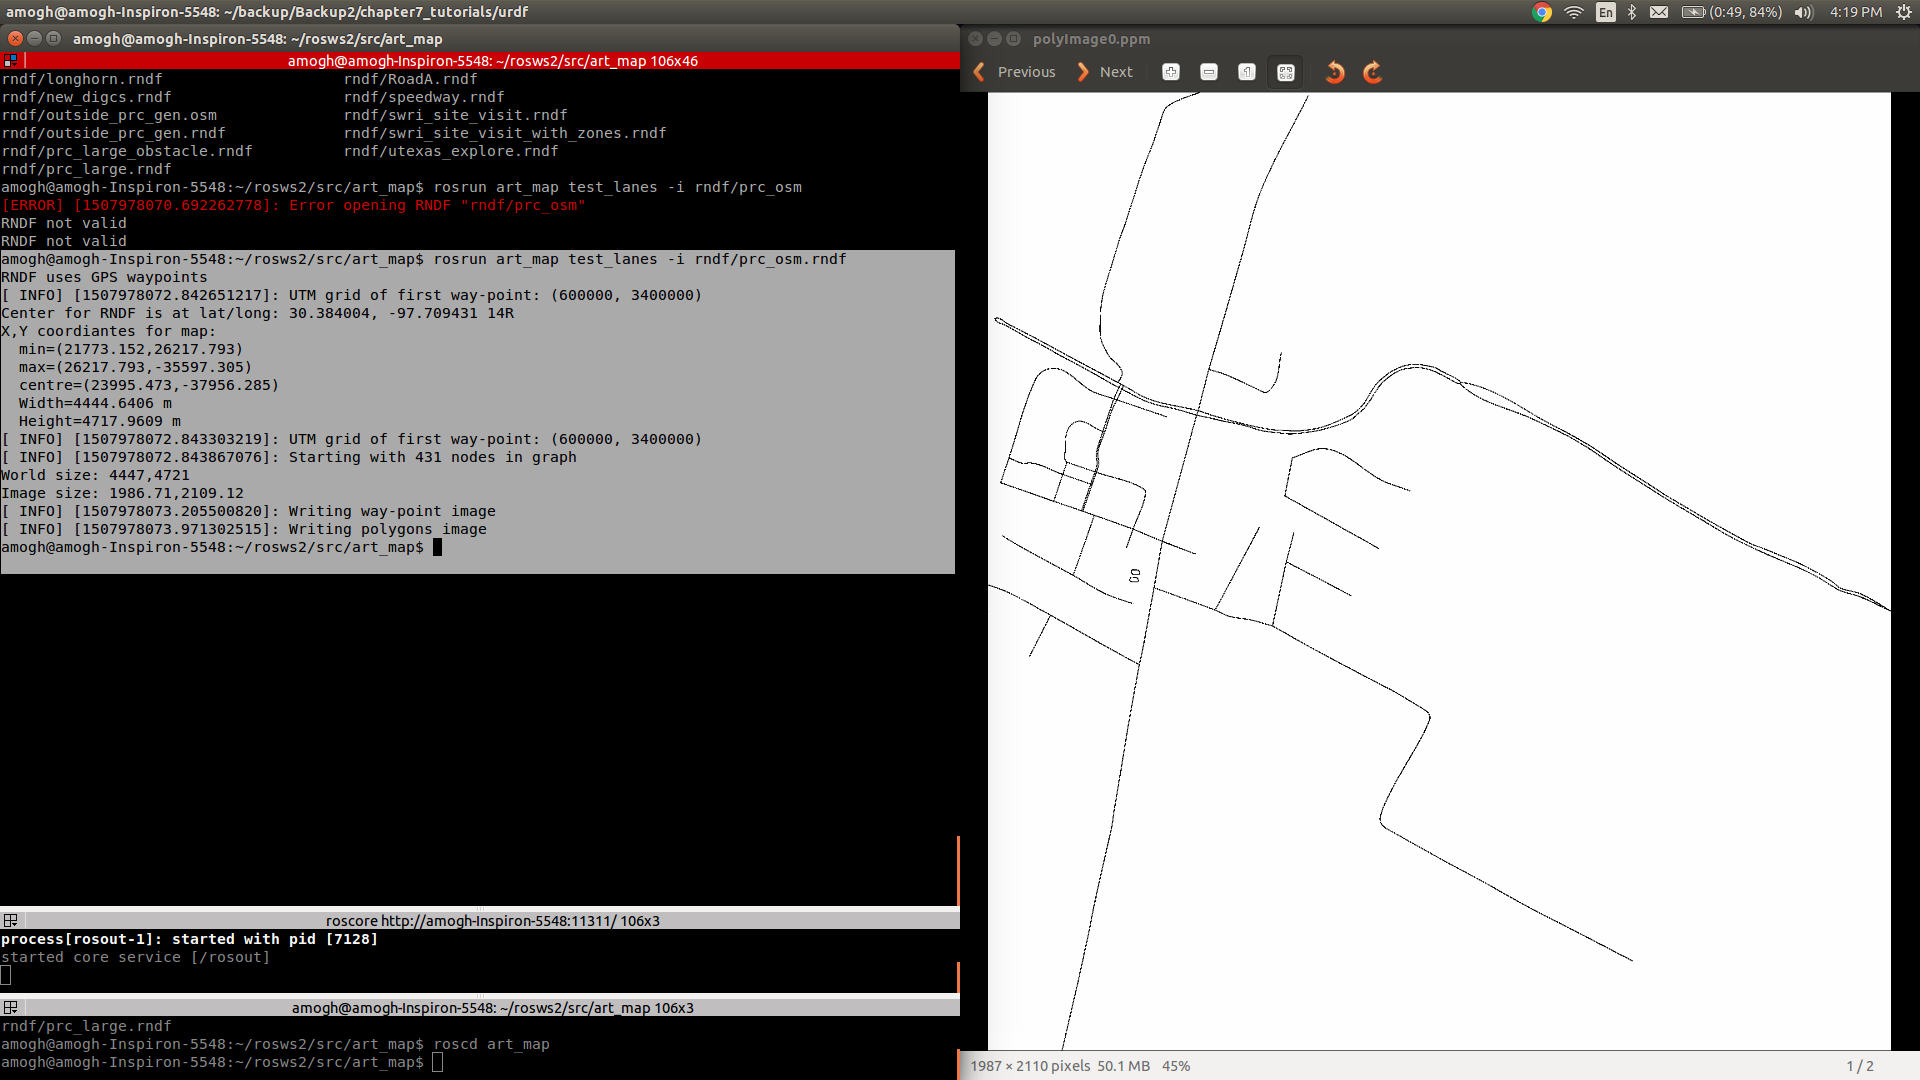 amogh@amogh-Inspiron-5548: ~/backup/Backup2/chapter7_tutorials/urdf
En
(0:49, 84%)
4:19 PM
amogh@amogh-Inspiron-5548: ~/rosws2/src/art_map
amogh@amogh-Inspiron-5548: ~/rosws2/src/art_map 106x46
rndf/longhorn.rndf rndf/RoadA.rndf
rndf/new_digcs.rndf rndf/speedway.rndf
rndf/outside_prc_gen.osm rndf/swri_site_visit.rndf
rndf/outside_prc_gen.rndf rndf/swri_site_visit_with_zones.rndf
rndf/prc_large_obstacle.rndf rndf/utexas_explore.rndf
rndf/prc_large.rndf
amogh@amogh-Inspiron-5548:~/rosws2/src/art_map$ rosrun art_map test_lanes -i rndf/prc_osm
[ERROR] [1507978070.692262778]: Error opening RNDF "rndf/prc_osm"
RNDF not valid
RNDF not valid
amogh@amogh-Inspiron-5548:~/rosws2/src/art_map$ rosrun art_map test_lanes -i rndf/prc_osm.rndf
RNDF uses GPS waypoints
[ INFO] [1507978072.842651217]: UTM grid of first way-point: (600000, 3400000)
Center for RNDF is at lat/long: 30.384004, -97.709431 14R
X,Y coordiantes for map:
min=(21773.152,26217.793)
max=(26217.793,-35597.305)
centre=(23995.473,-37956.285)
Width=4444.6406 m
Height=4717.9609 m
[ INFO] [1507978072.843303219]: UTM grid of first way-point: (600000, 3400000)
[ INFO] [1507978072.843867076]: Starting with 431 nodes in graph
World size: 4447,4721
Image size: 1986.71,2109.12
[ INFO] [1507978073.205500820]: Writing way-point image
[ INFO] [1507978073.971302515]: Writing polygons image
amogh@amogh-Inspiron-5548:~/rosws2/src/art_map$
roscore http://amogh-Inspiron-5548:11311/ 106x3
process[rosout-1]: started with pid [7128]
started core service [/rosout]
amogh@amogh-Inspiron-5548: ~/rosws2/src/art_map 106x3
rndf/prc_large.rndf
amogh@amogh-Inspiron-5548:~/rosws2/src/art_map$ roscd art_map
amogh@amogh-Inspiron-5548:~/rosws2/src/art_map$
polyImage0.ppm
Previous Next
1987 × 2110 pixels 50.1 MB 45%
1 / 2